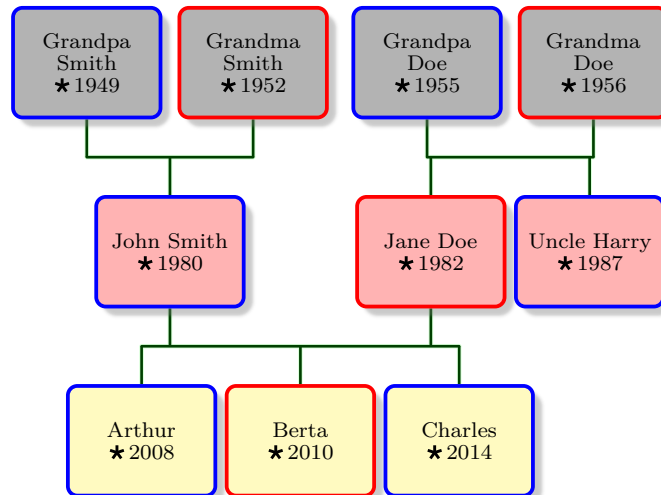 Grandpa
Smith
★ 1949
Grandma
Smith
★ 1952
Grandpa
Doe
★ 1955
Grandma
Doe
★ 1956
John Smith
★ 1980
Jane Doe
★ 1982
Uncle Harry
★ 1987
Arthur
★ 2008
Berta
★ 2010
Charles
★ 2014